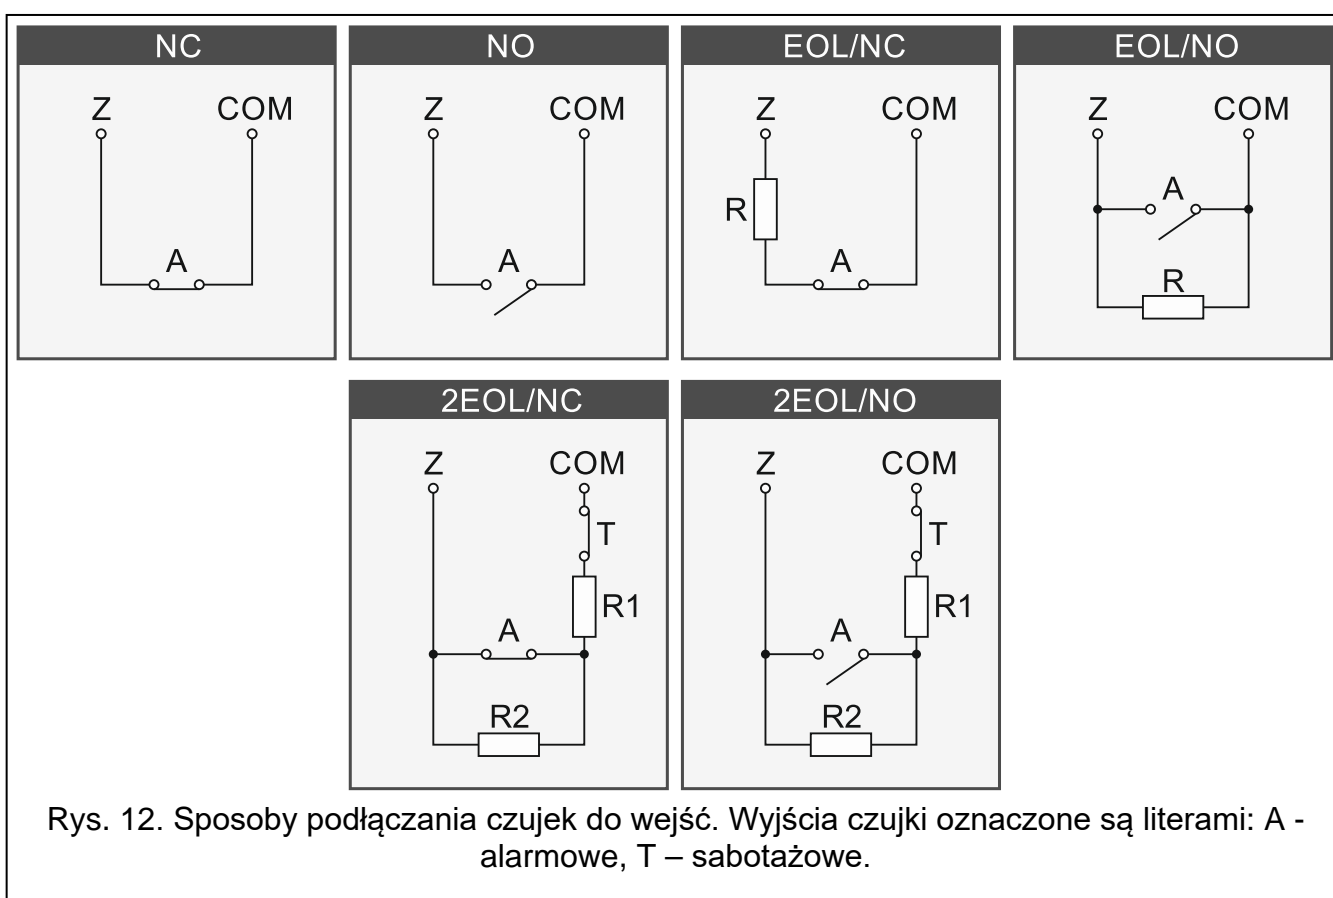 NC NO EOL/NC EOL/NO
Z COM Z COM Z COM Z COM
A A R A A R
2EOL/NC 2EOL/NO
Z COM Z COM
T T
R1 R1
A A
R2 R2
Rys. 12. Sposoby podłączania czujek do wejść. Wyjścia czujki oznaczone są literami: A -
alarmowe, T – sabotażowe.